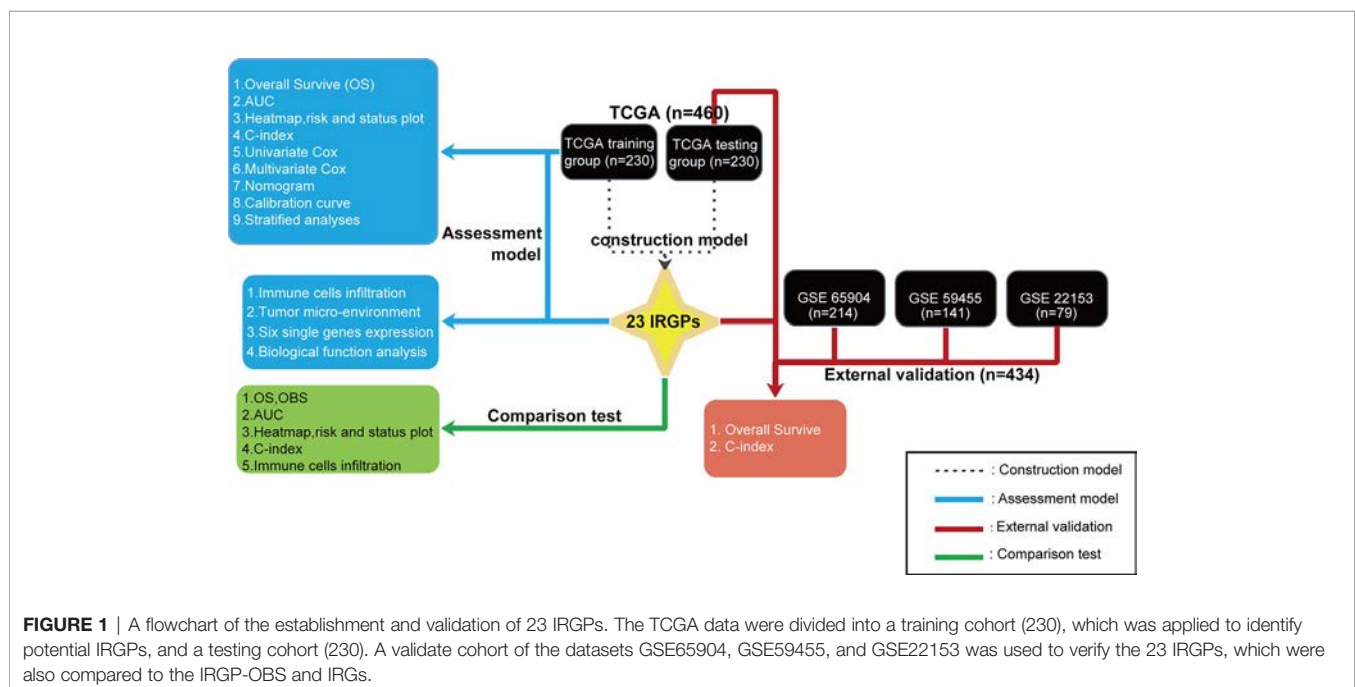 1.Overall Survive (OS)
2.AUC
3.Heatmap,risk and status plot
4.C-index
5.Univariate Cox
6.Multivariate Cox
7.Nomogram
8.Calibration curve
9.Stratified analyses
TCGA (n=460)
TCGA training
group (n=230)
TCGA testing
group (n=230)
Assessment
model
construction model
1.Immune cells infiltration
2.Tumor micro-environment
3.Six single genes expression
4.Biological function analysis
23 IRGPs
GSE 65904
(n=214)
GSE 59455
(n=141)
GSE 22153
(n=79)
External validation (n=434)
1.OS,OBS
2.AUC
3.Heatmap,risk and status plot
4.C-index
5.Immune cells infiltration
Comparison test
1. Overall Survive
2. C-index
: Construction model
: Assessment model
: External validation
: Comparison test
FIGURE 1 | A flowchart of the establishment and validation of 23 IRGPs. The TCGA data were divided into a training cohort (230), which was applied to identify
potential IRGPs, and a testing cohort (230). A validate cohort of the datasets GSE65904, GSE59455, and GSE22153 was used to verify the 23 IRGPs, which were
also compared to the IRGP-OBS and IRGs.